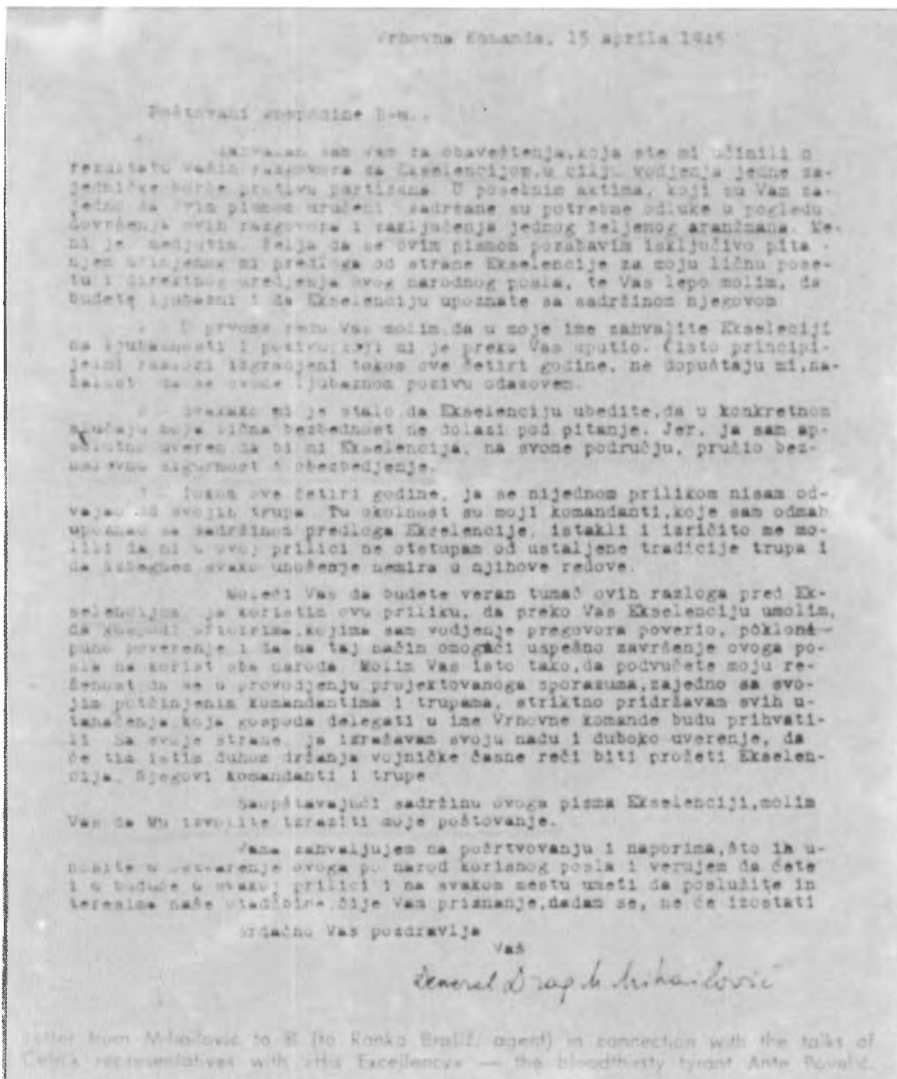 Vrhovna Komanda, 15 aprila 1945
Poštovani gospodine B-u..
Zahvalan sam Vam za obaveštenja,koja ste mi učinili o
rezultatu Vaših razgovora za Ekselencijom,u cilju vodjenja jedne za-
jedničke borbe protivu partizana. U posebnim aktima, koji su Vam za-
jedno sa ovim pismom uručeni sadržane su potrebne odluke u pogledu
dovršenja ovih razgovora i zaključenja jednog željenog aranžmana. Me-
ni je, medjutim, želja da se ovim pismom pozabavim isključivo pita -
njem učinjenog mi predloga od strane Ekselencije za moju ličnu pose-
tu i direktnog uredjenja ovog narodnog posla, te Vas lepo molim, da
budete ljubazni i da Ekselenciju upoznate sa sadržinom njegovom
1 U prvome redu Vas molim,da u moje ime zahvalite Ekseleciji
na ljubaznosti i pozivu,koji mi je preko Vas uputio. Čisto principi-
jelni razlozi izgradjeni tokom ove četiri godine, ne dopuštaju mi,na-
žalost da se ovome ljubaznom pozivu odazovem.
2 Svakako mi je stalo,da Ekselenciju ubedite,da u konkretnom
slučaju moja lična bezbednost ne dolazi pod pitanje. Jer, ja sam ap-
solutno uveren da bi mi Ekselencija, na svome području, pružio bez-
uslovnu sigurnost i obezbedjenje.
3 Tokom ove četiri godine, ja se nijednom prilikom nisam od-
vajao od svojih trupa Tu okolnost su moji komandanti,koje sam odmah
upoznao sa sadržinom predloga Ekselencije, istakli i izričito me mo-
lili da ni u ovoj prilici ne otstupam od ustaljene tradicije trupa i
da izbegnem svako unošenje nemira u njihove redove.
Moleći Vas da budete veran tumač ovih razloga pred Ek-
selencijom ja koristim ovu priliku, da preko Vas Ekselenciju umolim,
da gospodi oficirima,kojima sam vodjenje pregovora poverio, pokloni
puno poverenje i da na taj način omogući uspešno završenje ovoga po-
sla na korist oba naroda Molim Vas isto tako,da podvučete moju re-
šenost da se u provodjenju projektovanoga sporazuma,zajedno sa svo-
jim potčinjenim komandantima i trupama, striktno pridržavam svih u-
tanačenja,koja gospoda delegati u ime Vrhovne komande budu prihvati-
li Sa svoje strane, ja izražavam svoju nadu i duboko uverenje, da
će tim istim duhom držanja vojničke časne reči biti prožeti Ekselen-
cija, Njegovi komandanti i trupe
Saopštavajući sadržinu ovoga pisma Ekselenciji,molim
Vas da Mu izvolite izraziti moje poštovanje.
Vama zahvaljujem na požrtvovanju i naporima,što ih u-
nosite u ostvarenje ovoga po narod korisnog posla i verujem da ćete
i u buduće u svakoj prilici i na svakom mestu umeti da poslužite in
teresima naše otadžbine,čije Vam priznanje,nadam se, ne će izostati
Srdačno Vas pozdravlja
Vaš
General Draž M Mihailović
Letter from Mihailović to B (to Ranko Brašić, agent) in connection with the talks of
Četnik representatives with »His Excellency« — the bloodthirsty tyrant Ante Pavelić.